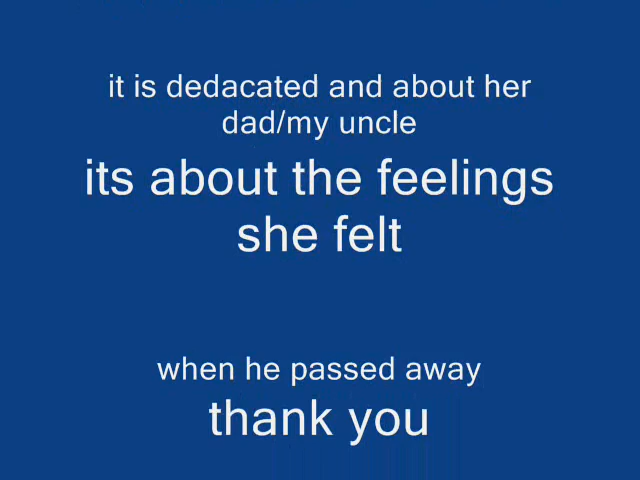 it is dedacated and about her
dad/my uncle
its about the feelings
she felt
when he passed away
thank you